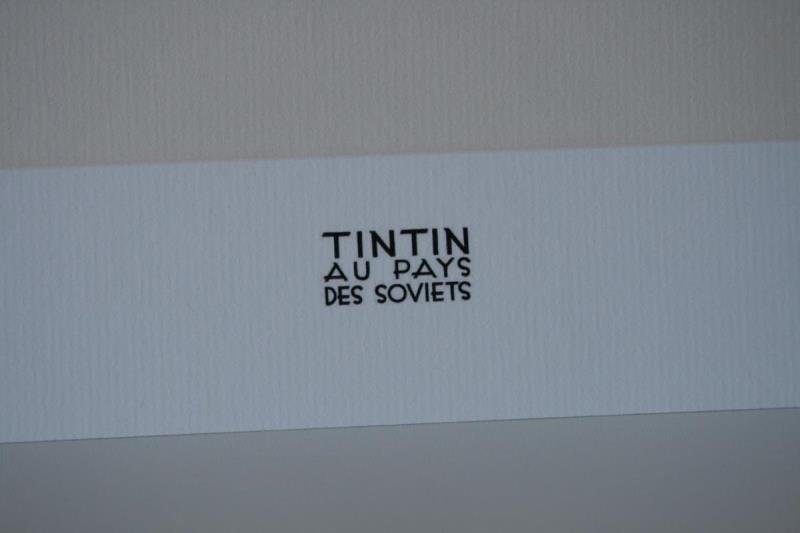 TINTIN
AU PAYS
DES SOVIETS